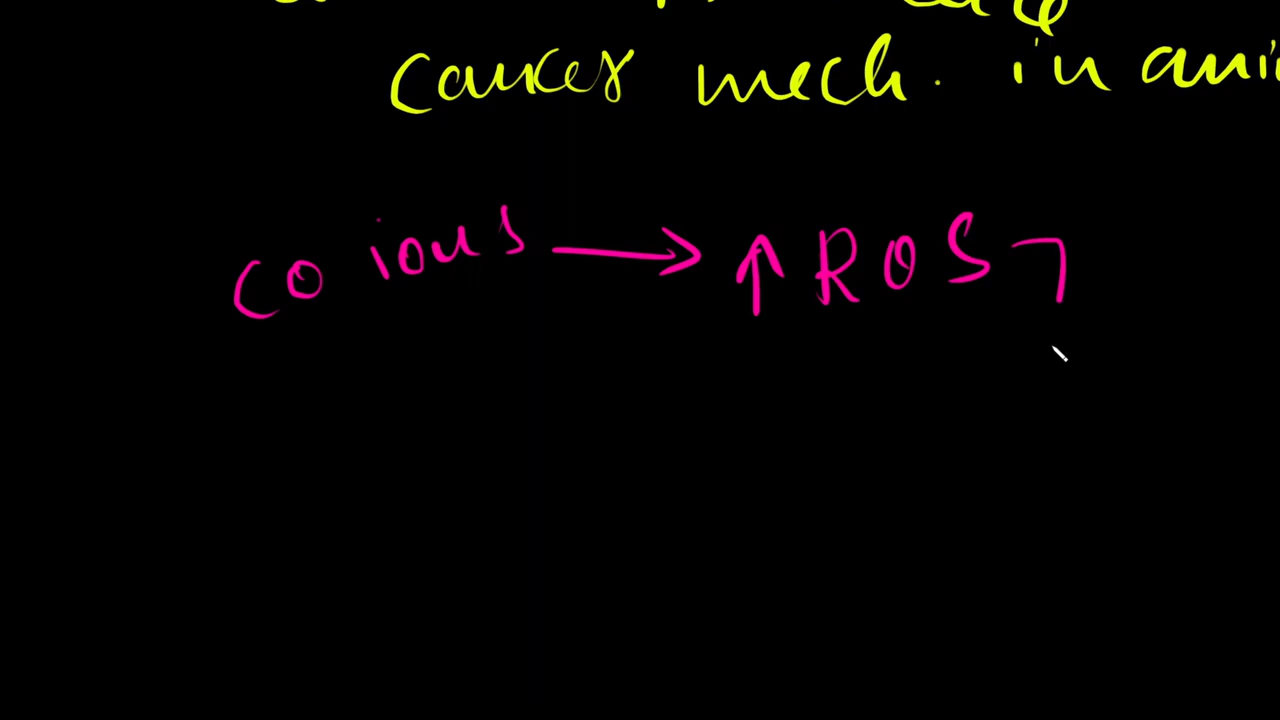 cancer mech. in ani
Co ions → ↑ ROS ㄱ